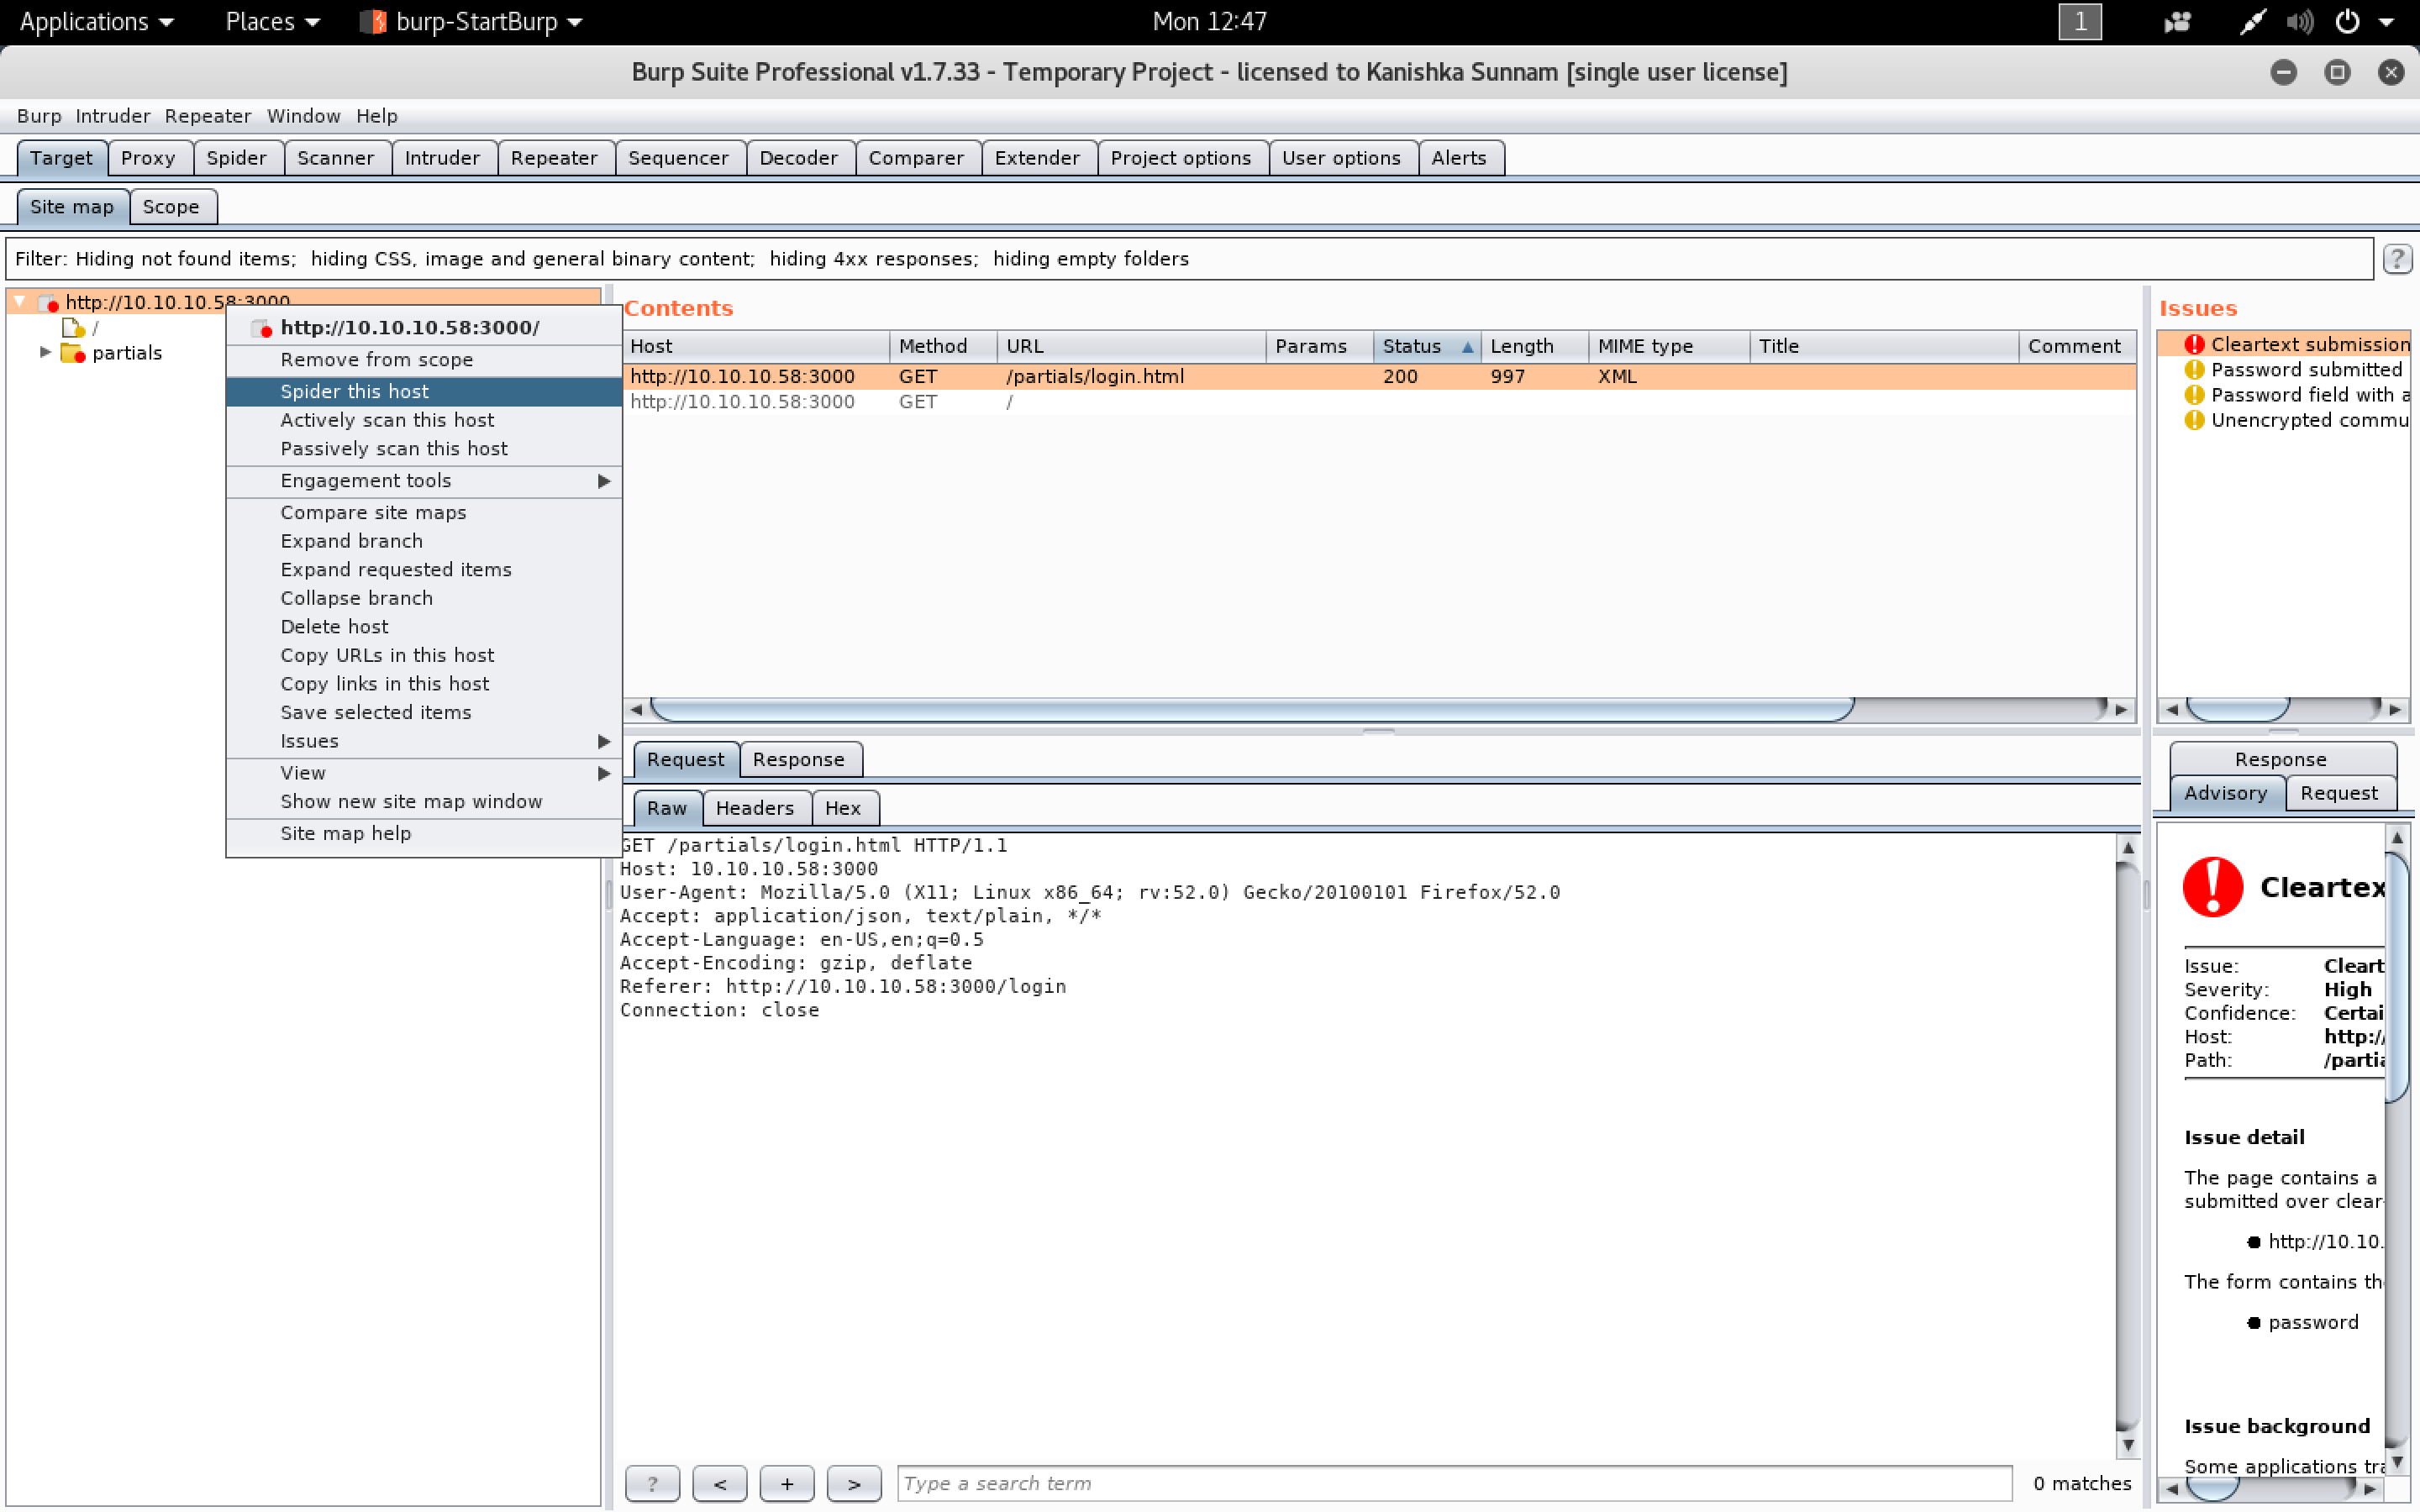 Applications Places burp-StartBurp Mon 12:47 1
Burp Suite Professional v1.7.33 - Temporary Project - licensed to Kanishka Sunnam [single user license]
Burp Intruder Repeater Window Help
Target Proxy Spider Scanner Intruder Repeater Sequencer Decoder Comparer Extender Project options User options Alerts
Site map Scope
Filter: Hiding not found items; hiding CSS, image and general binary content; hiding 4xx responses; hiding empty folders ?
http://10.10.10.58:3000
/
partials
http://10.10.10.58:3000/
Remove from scope
Spider this host
Actively scan this host
Passively scan this host
Engagement tools
Compare site maps
Expand branch
Expand requested items
Collapse branch
Delete host
Copy URLs in this host
Copy links in this host
Save selected items
Issues
View
Show new site map window
Site map help
Contents
Host Method URL Params Status Length MIME type Title Comment
http://10.10.10.58:3000 GET /partials/login.html 200 997 XML
http://10.10.10.58:3000 GET /
Request Response
Raw Headers Hex
GET /partials/login.html HTTP/1.1
Host: 10.10.10.58:3000
User-Agent: Mozilla/5.0 (X11; Linux x86_64; rv:52.0) Gecko/20100101 Firefox/52.0
Accept: application/json, text/plain, */*
Accept-Language: en-US,en;q=0.5
Accept-Encoding: gzip, deflate
Referer: http://10.10.10.58:3000/login
Connection: close
? < + > Type a search term 0 matches
Issues
Cleartext submission
Password submitted
Password field with a
Unencrypted commu
Response
Advisory Request
Cleartex
Issue: Cleart
Severity: High
Confidence: Certai
Host: http:/
Path: /partia
Issue detail
The page contains a
submitted over clear-
http://10.10.
The form contains th
password
Issue background
Some applications tra